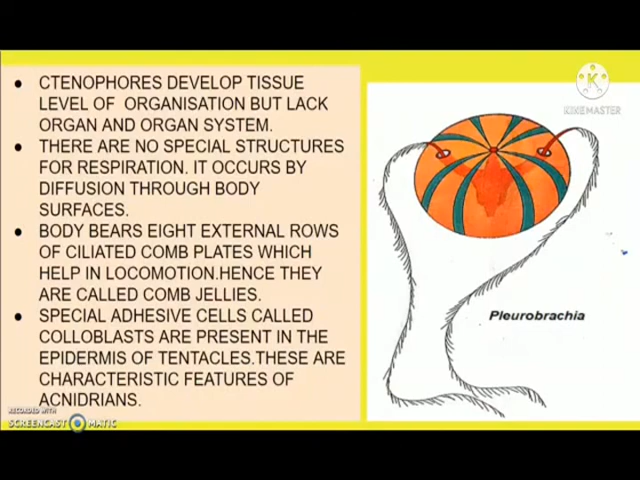 CTENOPHORES DEVELOP TISSUE
LEVEL OF ORGANISATION BUT LACK
ORGAN AND ORGAN SYSTEM.
THERE ARE NO SPECIAL STRUCTURES
FOR RESPIRATION. IT OCCURS BY
DIFFUSION THROUGH BODY
SURFACES.
BODY BEARS EIGHT EXTERNAL ROWS
OF CILIATED COMB PLATES WHICH
HELP IN LOCOMOTION.HENCE THEY
ARE CALLED COMB JELLIES.
SPECIAL ADHESIVE CELLS CALLED
COLLOBLASTS ARE PRESENT IN THE
EPIDERMIS OF TENTACLES.THESE ARE
CHARACTERISTIC FEATURES OF
ACNIDRIANS.
Pleurobrachia
K
KINEMASTER
RECORDED WITH
SCREENCAST MATIC